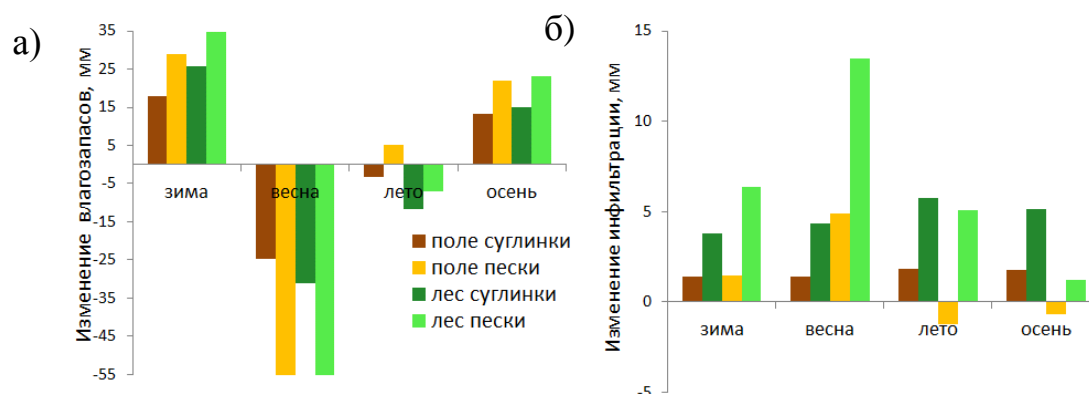 а)
Изменение влагозапасов, мм
35
25
15
5
-5
-15
-25
-35
-45
-55
зима
весна
лето
осень
поле суглинки
поле пески
лес суглинки
лес пески
б)
Изменение инфильтрации, мм
15
10
5
0
-5
зима
весна
лето
осень